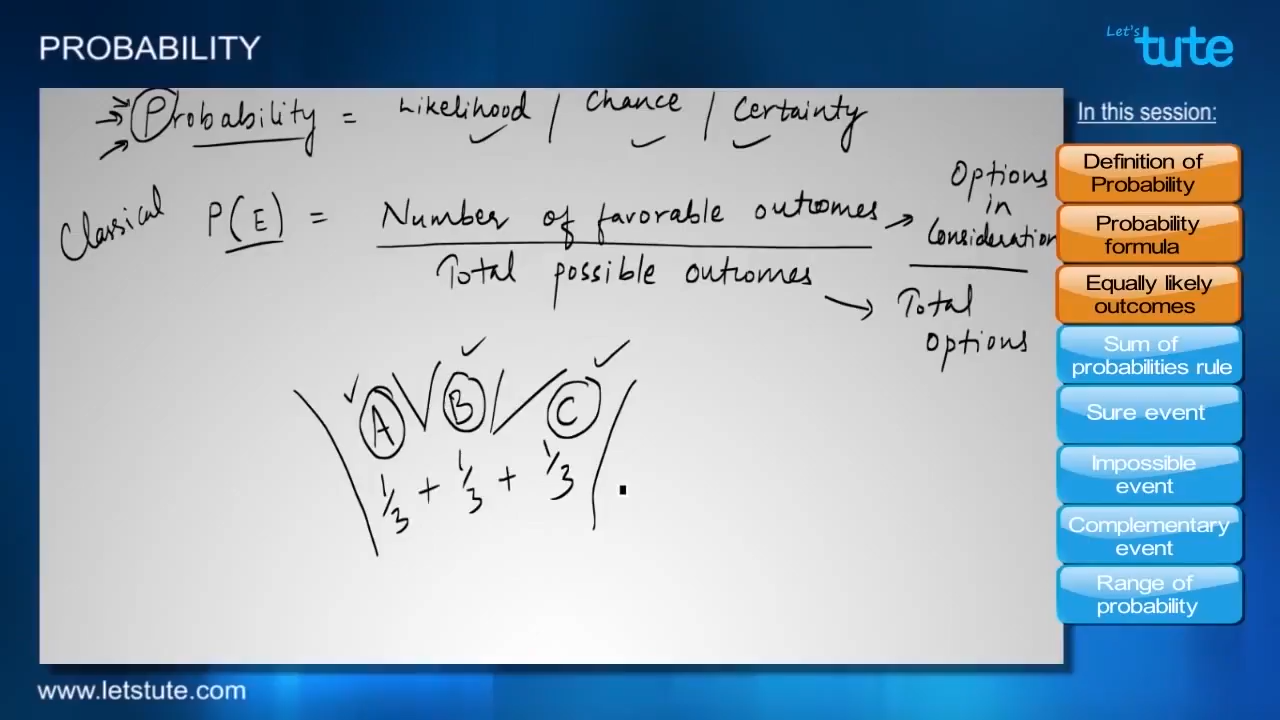 PROBABILITY
Let's tute
Probability = Likelihood / Chance / Certainty
Classical P(E) = Number of favorable outcomes
Total possible outcomes
Options
in
Consideration
Total
Options
A B C
1/3 + 1/3 + 1/3
In this session:
Definition of
Probability
Probability
formula
Equally likely
outcomes
Sum of
probabilities rule
Sure event
Impossible
event
Complementary
event
Range of
probability
www.letstute.com